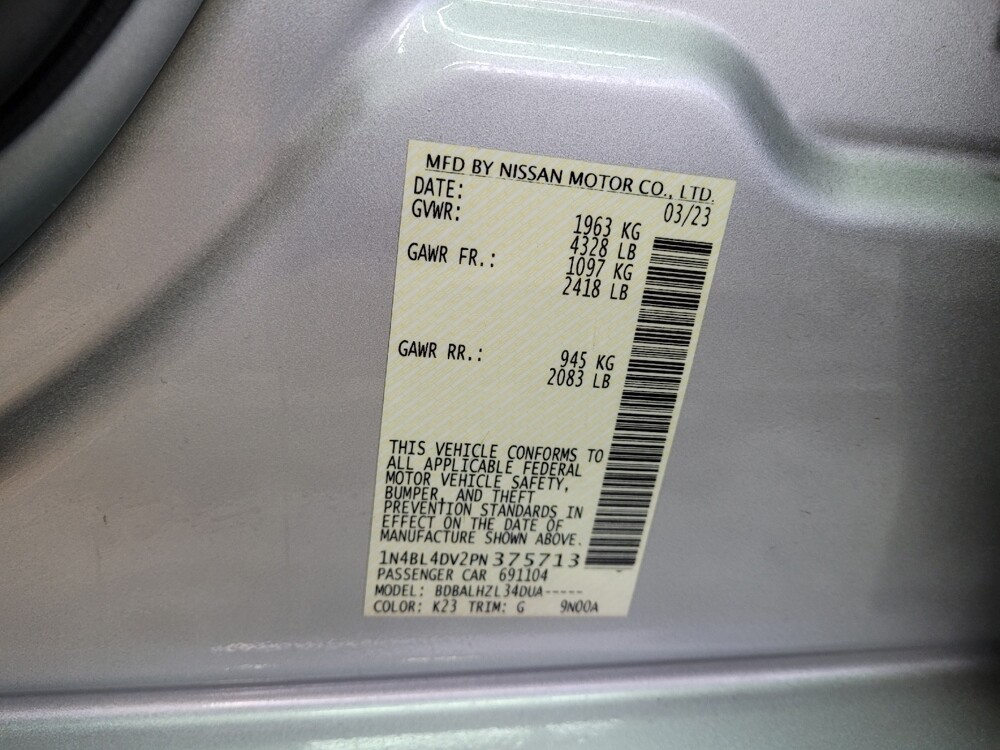 MFD BY NISSAN MOTOR CO., LTD.
DATE: 03/23
GVWR: 1963 KG
4328 LB
GAWR FR.: 1097 KG
2418 LB
GAWR RR.: 945 KG
2083 LB
THIS VEHICLE CONFORMS TO
ALL APPLICABLE FEDERAL
MOTOR VEHICLE SAFETY,
BUMPER, AND THEFT
PREVENTION STANDARDS IN
EFFECT ON THE DATE OF
MANUFACTURE SHOWN ABOVE.
1N4BL4DV2PN375713
PASSENGER CAR 691104
MODEL: BDBALHZL34DUA-----
COLOR: K23 TRIM: G 9N00A